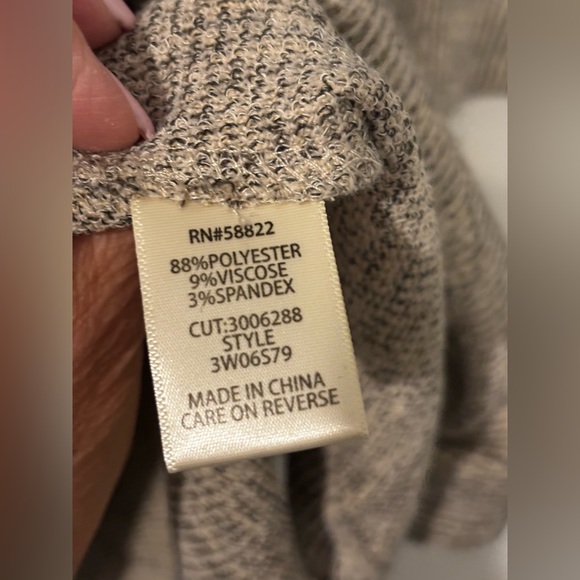 RN#58822
88%POLYESTER
9%VISCOSE
3%SPANDEX
CUT:3006288
STYLE
3W06S79
MADE IN CHINA
CARE ON REVERSE